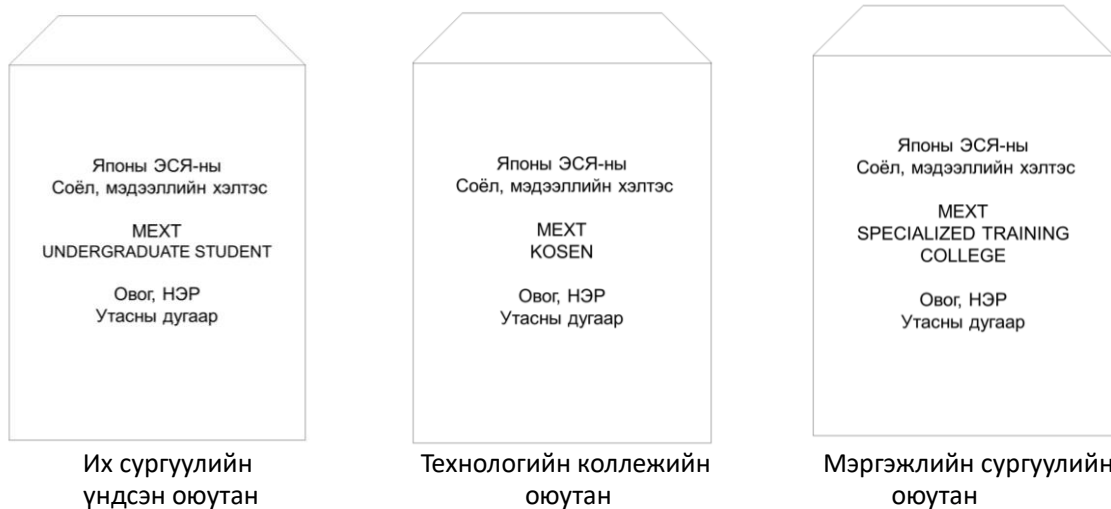 Японы ЭСЯ-ны
Соёл, мэдээллийн хэлтэс
MEXT
UNDERGRADUATE STUDENT
Овог, НЭР
Утасны дугаар
Их сургуулийн
үндсэн оюутан
Японы ЭСЯ-ны
Соёл, мэдээллийн хэлтэс
MEXT
KOSEN
Овог, НЭР
Утасны дугаар
Технологийн коллежийн
оюутан
Японы ЭСЯ-ны
Соёл, мэдээллийн хэлтэс
MEXT
SPECIALIZED TRAINING
COLLEGE
Овог, НЭР
Утасны дугаар
Мэргэжлийн сургуулийн
оюутан